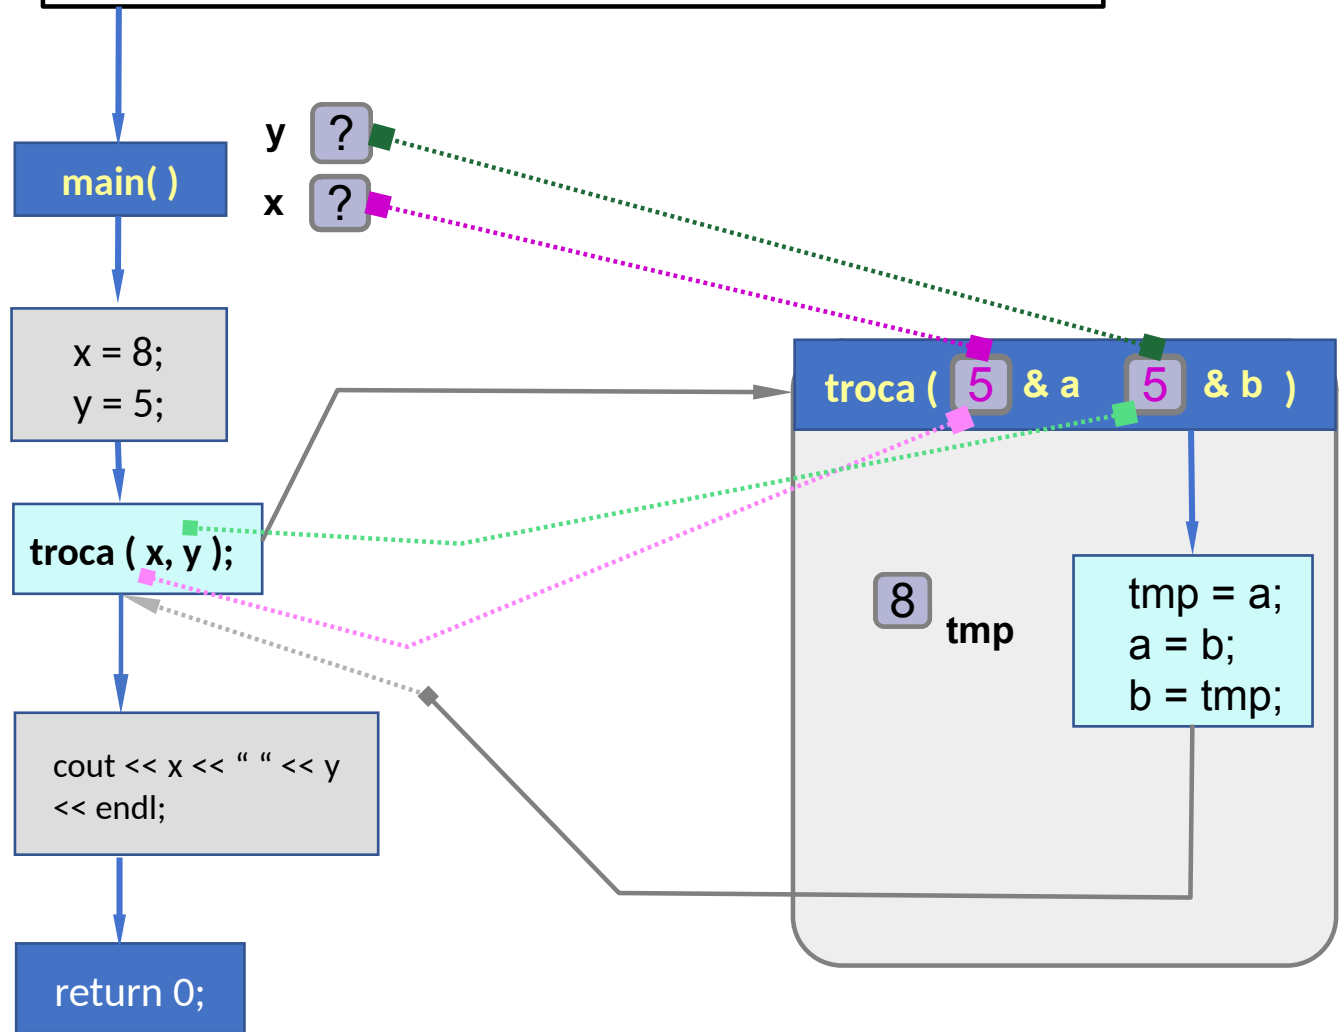 y ?
main( )
x ?
x = 8;
y = 5;
troca ( 5 & a 5 & b )
troca ( x, y );
8 tmp
tmp = a;
a = b;
b = tmp;
cout << x << “ “ << y
<< endl;
return 0;